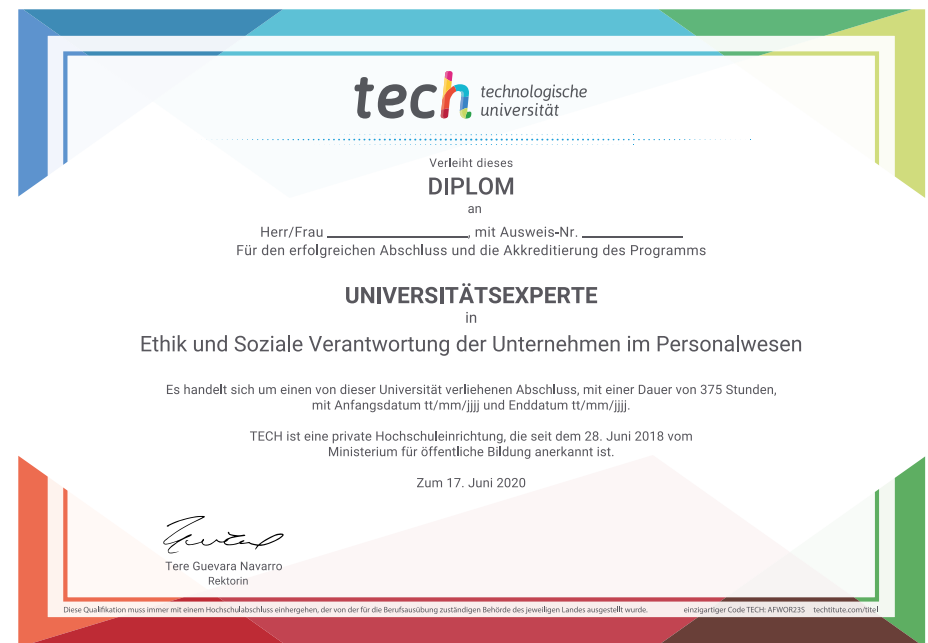 tech technologische
universität
Verleiht dieses
DIPLOM
an
Herr/Frau ____________, mit Ausweis-Nr. ____________
Für den erfolgreichen Abschluss und die Akkreditierung des Programms
UNIVERSITÄTSEXPERTE
in
Ethik und Soziale Verantwortung der Unternehmen im Personalwesen
Es handelt sich um einen von dieser Universität verliehenen Abschluss, mit einer Dauer von 375 Stunden,
mit Anfangsdatum tt/mm/jjjj und Enddatum tt/mm/jjjj.
TECH ist eine private Hochschuleinrichtung, die seit dem 28. Juni 2018 vom
Ministerium für öffentliche Bildung anerkannt ist.
Zum 17. Juni 2020
Tere Guevara Navarro
Rektorin
Diese Qualifikation muss immer mit einem Hochschulabschluss einhergehen, der von der für die Berufsausübung zuständigen Behörde des jeweiligen Landes ausgestellt wurde. einzigartiger Code TECH: AFWOR235 techtitute.com/titel